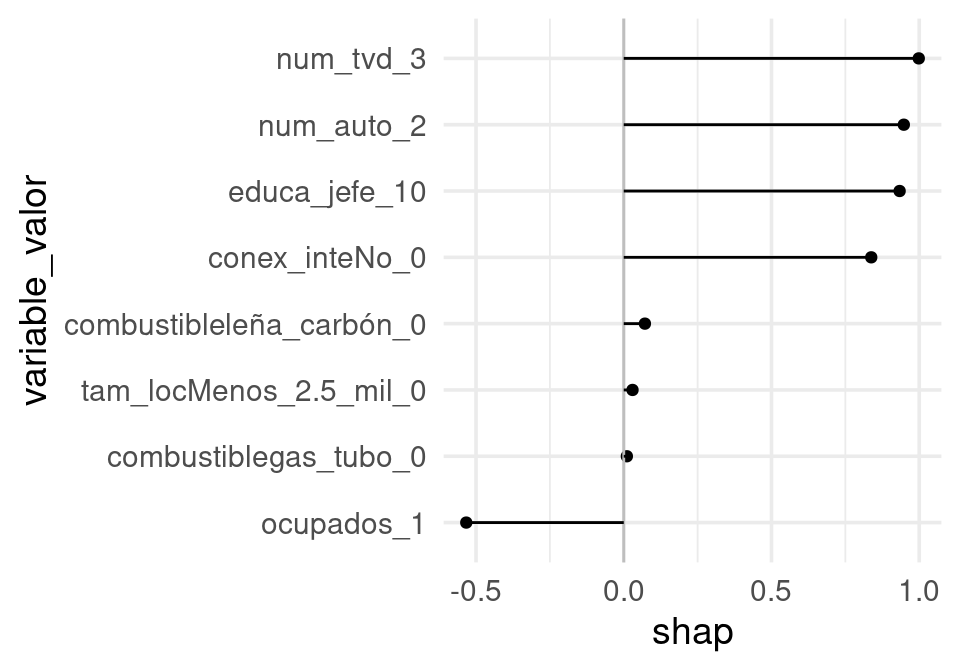 num_tvd_3
num_auto_2
educa_jefe_10
conex_inteNo_0
combustibleleña_carbón_0
tam_locMenos_2.5_mil_0
combustiblegas_tubo_0
ocupados_1
variable_valor
-0.5 0.0 0.5 1.0
shap